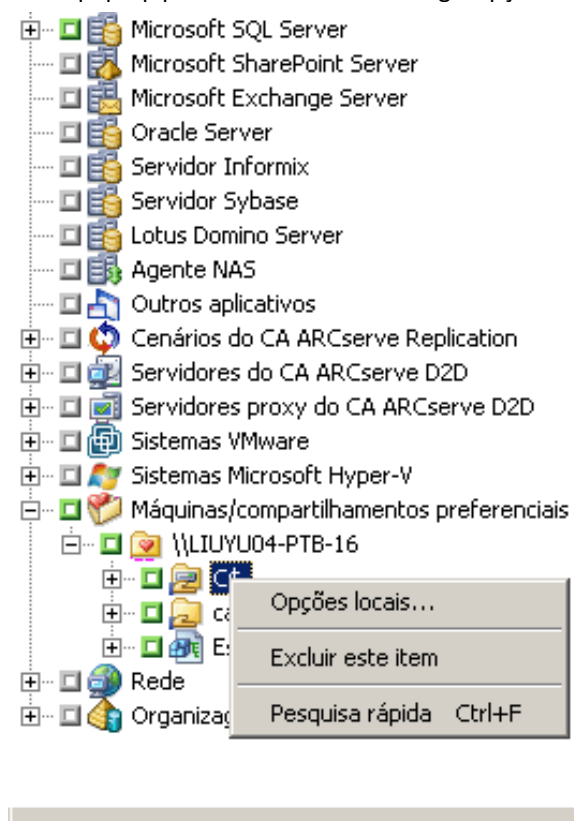 Microsoft SQL Server
Microsoft SharePoint Server
Microsoft Exchange Server
Oracle Server
Servidor Informix
Servidor Sybase
Lotus Domino Server
Agente NAS
Outros aplicativos
Cenários do CA ARCserve Replication
Servidores do CA ARCserve D2D
Servidores proxy do CA ARCserve D2D
Sistemas VMware
Sistemas Microsoft Hyper-V
Máquinas/compartilhamentos preferenciais
\\LIUYU04-PTB-16
C$
Opções locais...
Excluir este item
Pesquisa rápida Ctrl+F
Rede